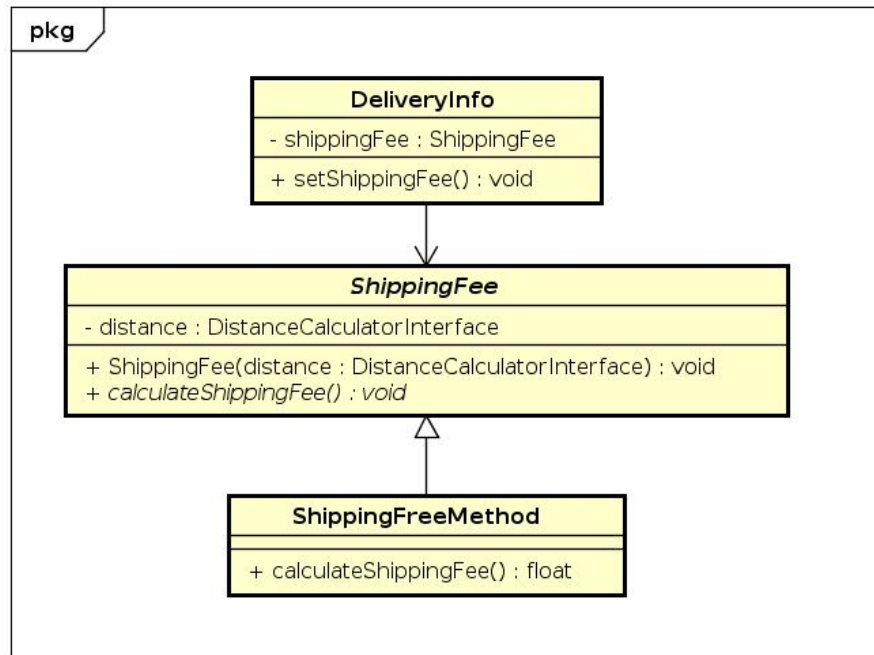 pkg
DeliveryInfo
- shippingFee : ShippingFee
+ setShippingFee() : void
ShippingFee
- distance : DistanceCalculatorInterface
+ ShippingFee(distance : DistanceCalculatorInterface) : void
+ calculateShippingFee() : void
ShippingFreeMethod
+ calculateShippingFee() : float